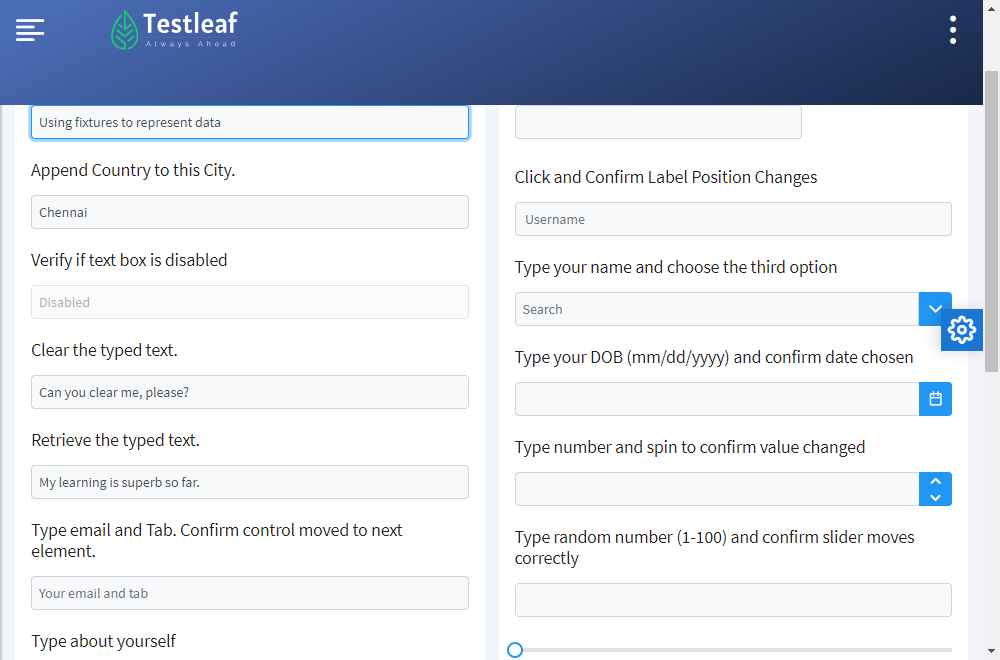 Testleaf
Always Ahead
Using fixtures to represent data
Append Country to this City.
Chennai
Verify if text box is disabled
Disabled
Clear the typed text.
Can you clear me, please?
Retrieve the typed text.
My learning is superb so far.
Type email and Tab. Confirm control moved to next
element.
Your email and tab
Type about yourself
Click and Confirm Label Position Changes
Username
Type your name and choose the third option
Search
Type your DOB (mm/dd/yyyy) and confirm date chosen
Type number and spin to confirm value changed
Type random number (1-100) and confirm slider moves
correctly